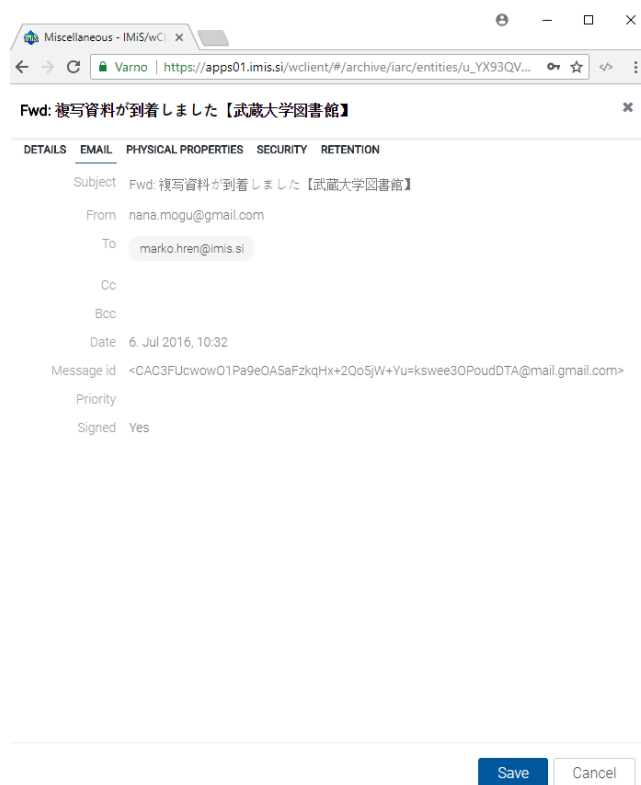 Miscellaneous - IMiS/wCl
Varno | https://apps01.imis.si/wclient/#/archive/iarc/entities/u_YX93QV...
Fwd: 複写資料が到着しました【武蔵大学図書館】
DETAILS EMAIL PHYSICAL PROPERTIES SECURITY RETENTION
Subject Fwd: 複写資料が到着しました【武蔵大学図書館】
From nana.mogu@gmail.com
To marko.hren@imis.si
Cc
Bcc
Date 6. Jul 2016, 10:32
Message id <CAC3FUcwowO1Pa9eOA5aFzkqHx+2Qo5jW+Yu=kswee3OPoudDTA@mail.gmail.com>
Priority
Signed Yes
Save Cancel